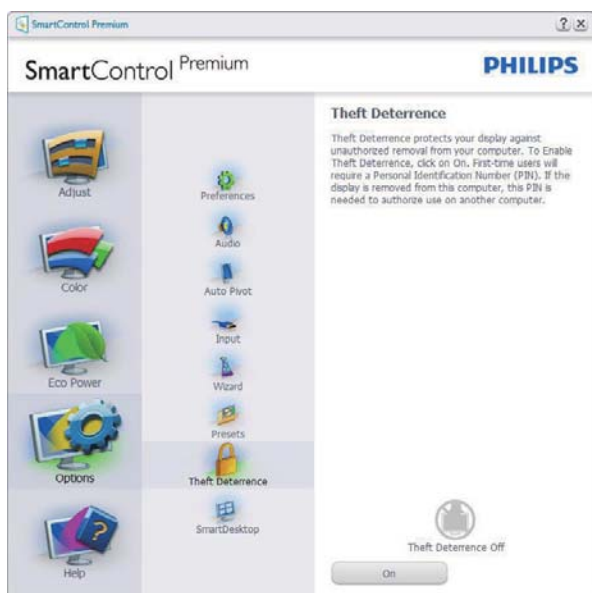 SmartControl Premium
SmartControl Premium
PHILIPS
Adjust
Color
Eco Power
Options
Help
Preferences
Audio
Auto Pivot
Input
Wizard
Presets
Theft Deterrence
SmartDesktop
Theft Deterrence
Theft Deterrence protects your display against
unauthorized removal from your computer. To Enable
Theft Deterrence, click on On. First-time users will
require a Personal Identification Number (PIN). If the
display is removed from this computer, this PIN is
needed to authorize use on another computer.
Theft Deterrence Off
On